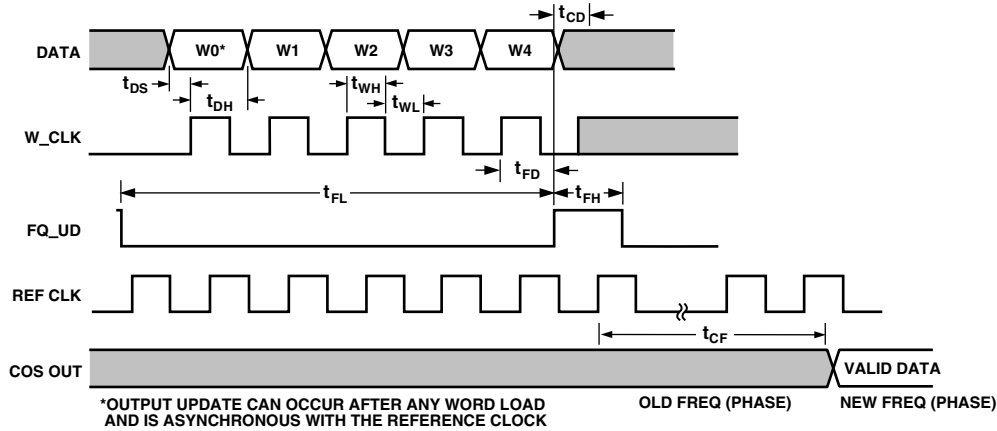 t_CD
DATA
W0*
W1
W2
W3
W4
t_DS
t_DH
t_WH
t_WL
W_CLK
t_FD
t_FL
t_FH
FQ_UD
REF CLK
t_CF
COS OUT
VALID DATA
*OUTPUT UPDATE CAN OCCUR AFTER ANY WORD LOAD
AND IS ASYNCHRONOUS WITH THE REFERENCE CLOCK
OLD FREQ (PHASE)
NEW FREQ (PHASE)